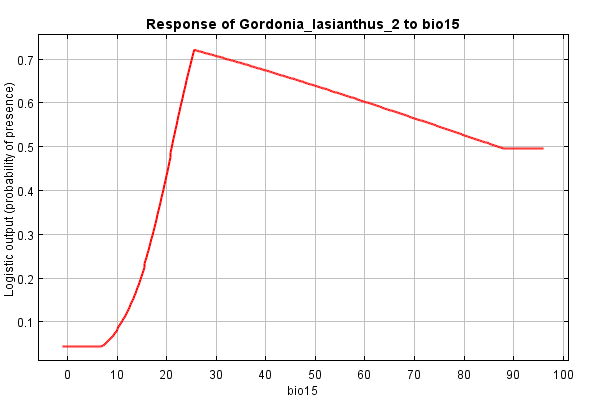 Response of Gordonia_lasianthus_2 to bio15
Logistic output (probability of presence)
0.7
0.6
0.5
0.4
0.3
0.2
0.1
0 10 20 30 40 50 60 70 80 90 100
bio15